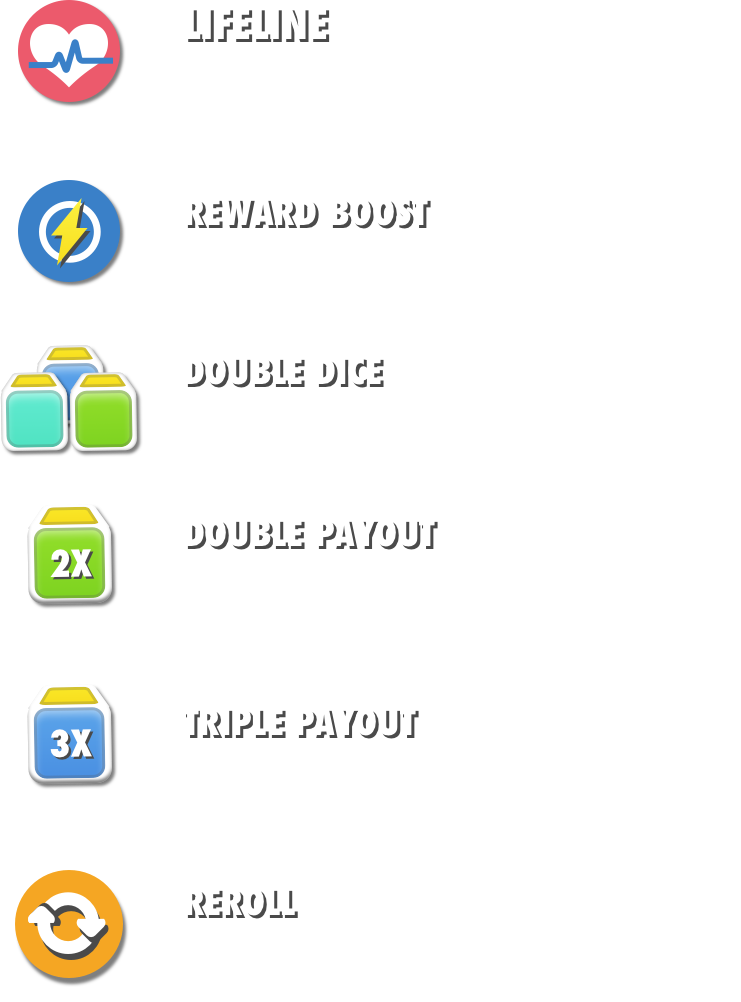 LIFELINE
REWARD BOOST
DOUBLE DICE
DOUBLE PAYOUT
2X
TRIPLE PAYOUT
3X
REROLL